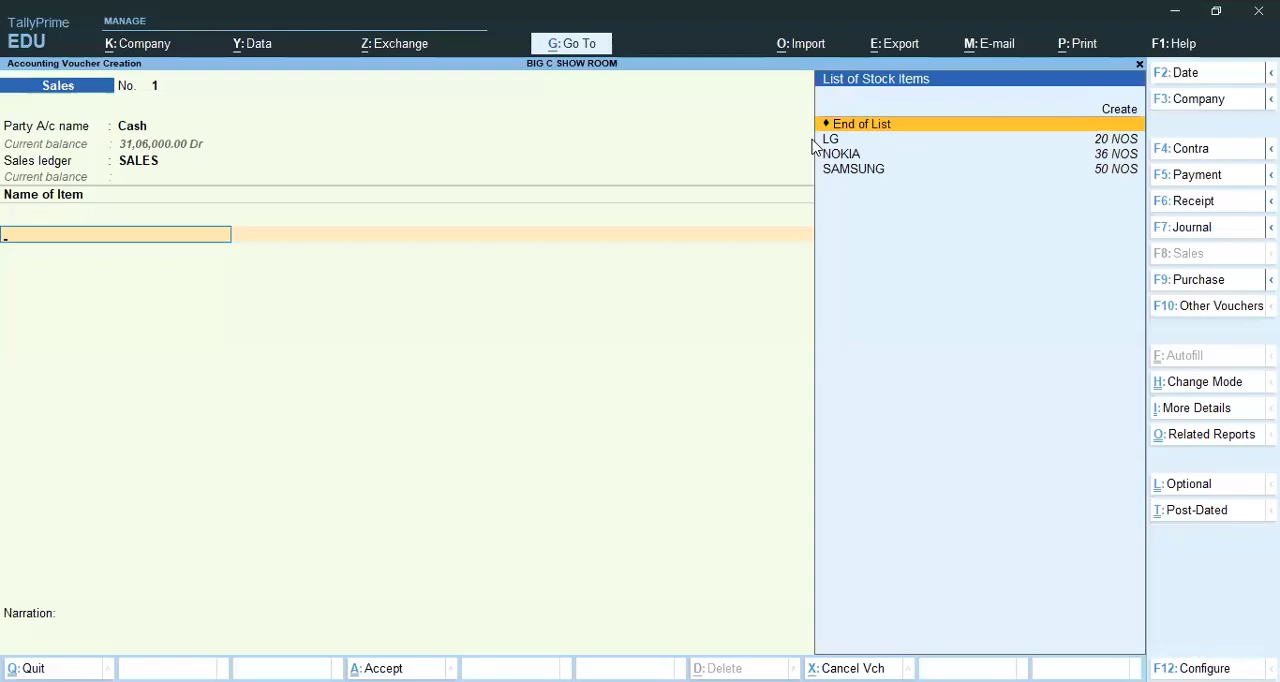 TallyPrime
EDU
MANAGE
K: Company
Y: Data
Z: Exchange
G: Go To
O: Import
E: Export
M: E-mail
P: Print
F1: Help
Accounting Voucher Creation
BIG C SHOW ROOM
Sales No. 1
Party A/c name : Cash
Current balance : 31,06,000.00 Dr
Sales ledger : SALES
Current balance :
Name of Item
Narration:
List of Stock Items
Create
♦ End of List
LG 20 NOS
NOKIA 36 NOS
SAMSUNG 50 NOS
F2: Date
F3: Company
F4: Contra
F5: Payment
F6: Receipt
F7: Journal
F8: Sales
F9: Purchase
F10: Other Vouchers
F: Autofill
H: Change Mode
I: More Details
O: Related Reports
L: Optional
T: Post-Dated
Q: Quit
A: Accept
D: Delete
X: Cancel Vch
F12: Configure